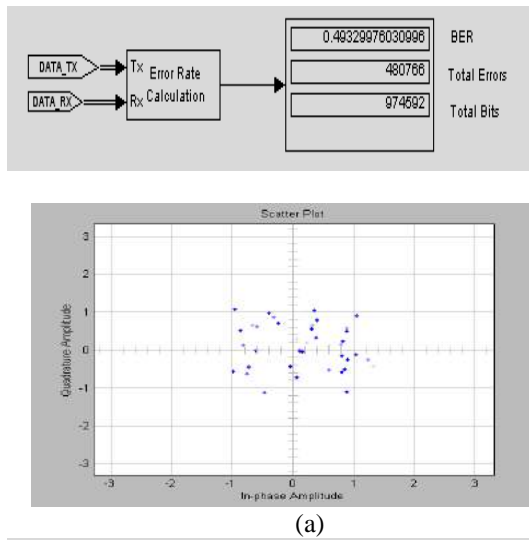 0.49329976030996 BER
DATA_TX Tx Error Rate 480766 Total Errors
DATA_RX Rx Calculation 974592 Total Bits
Scatter Plot
3
2
1
0
-1
-2
-3
Quadrature Amplitude
-3 -2 -1 0 1 2 3
In-phase Amplitude
(a)